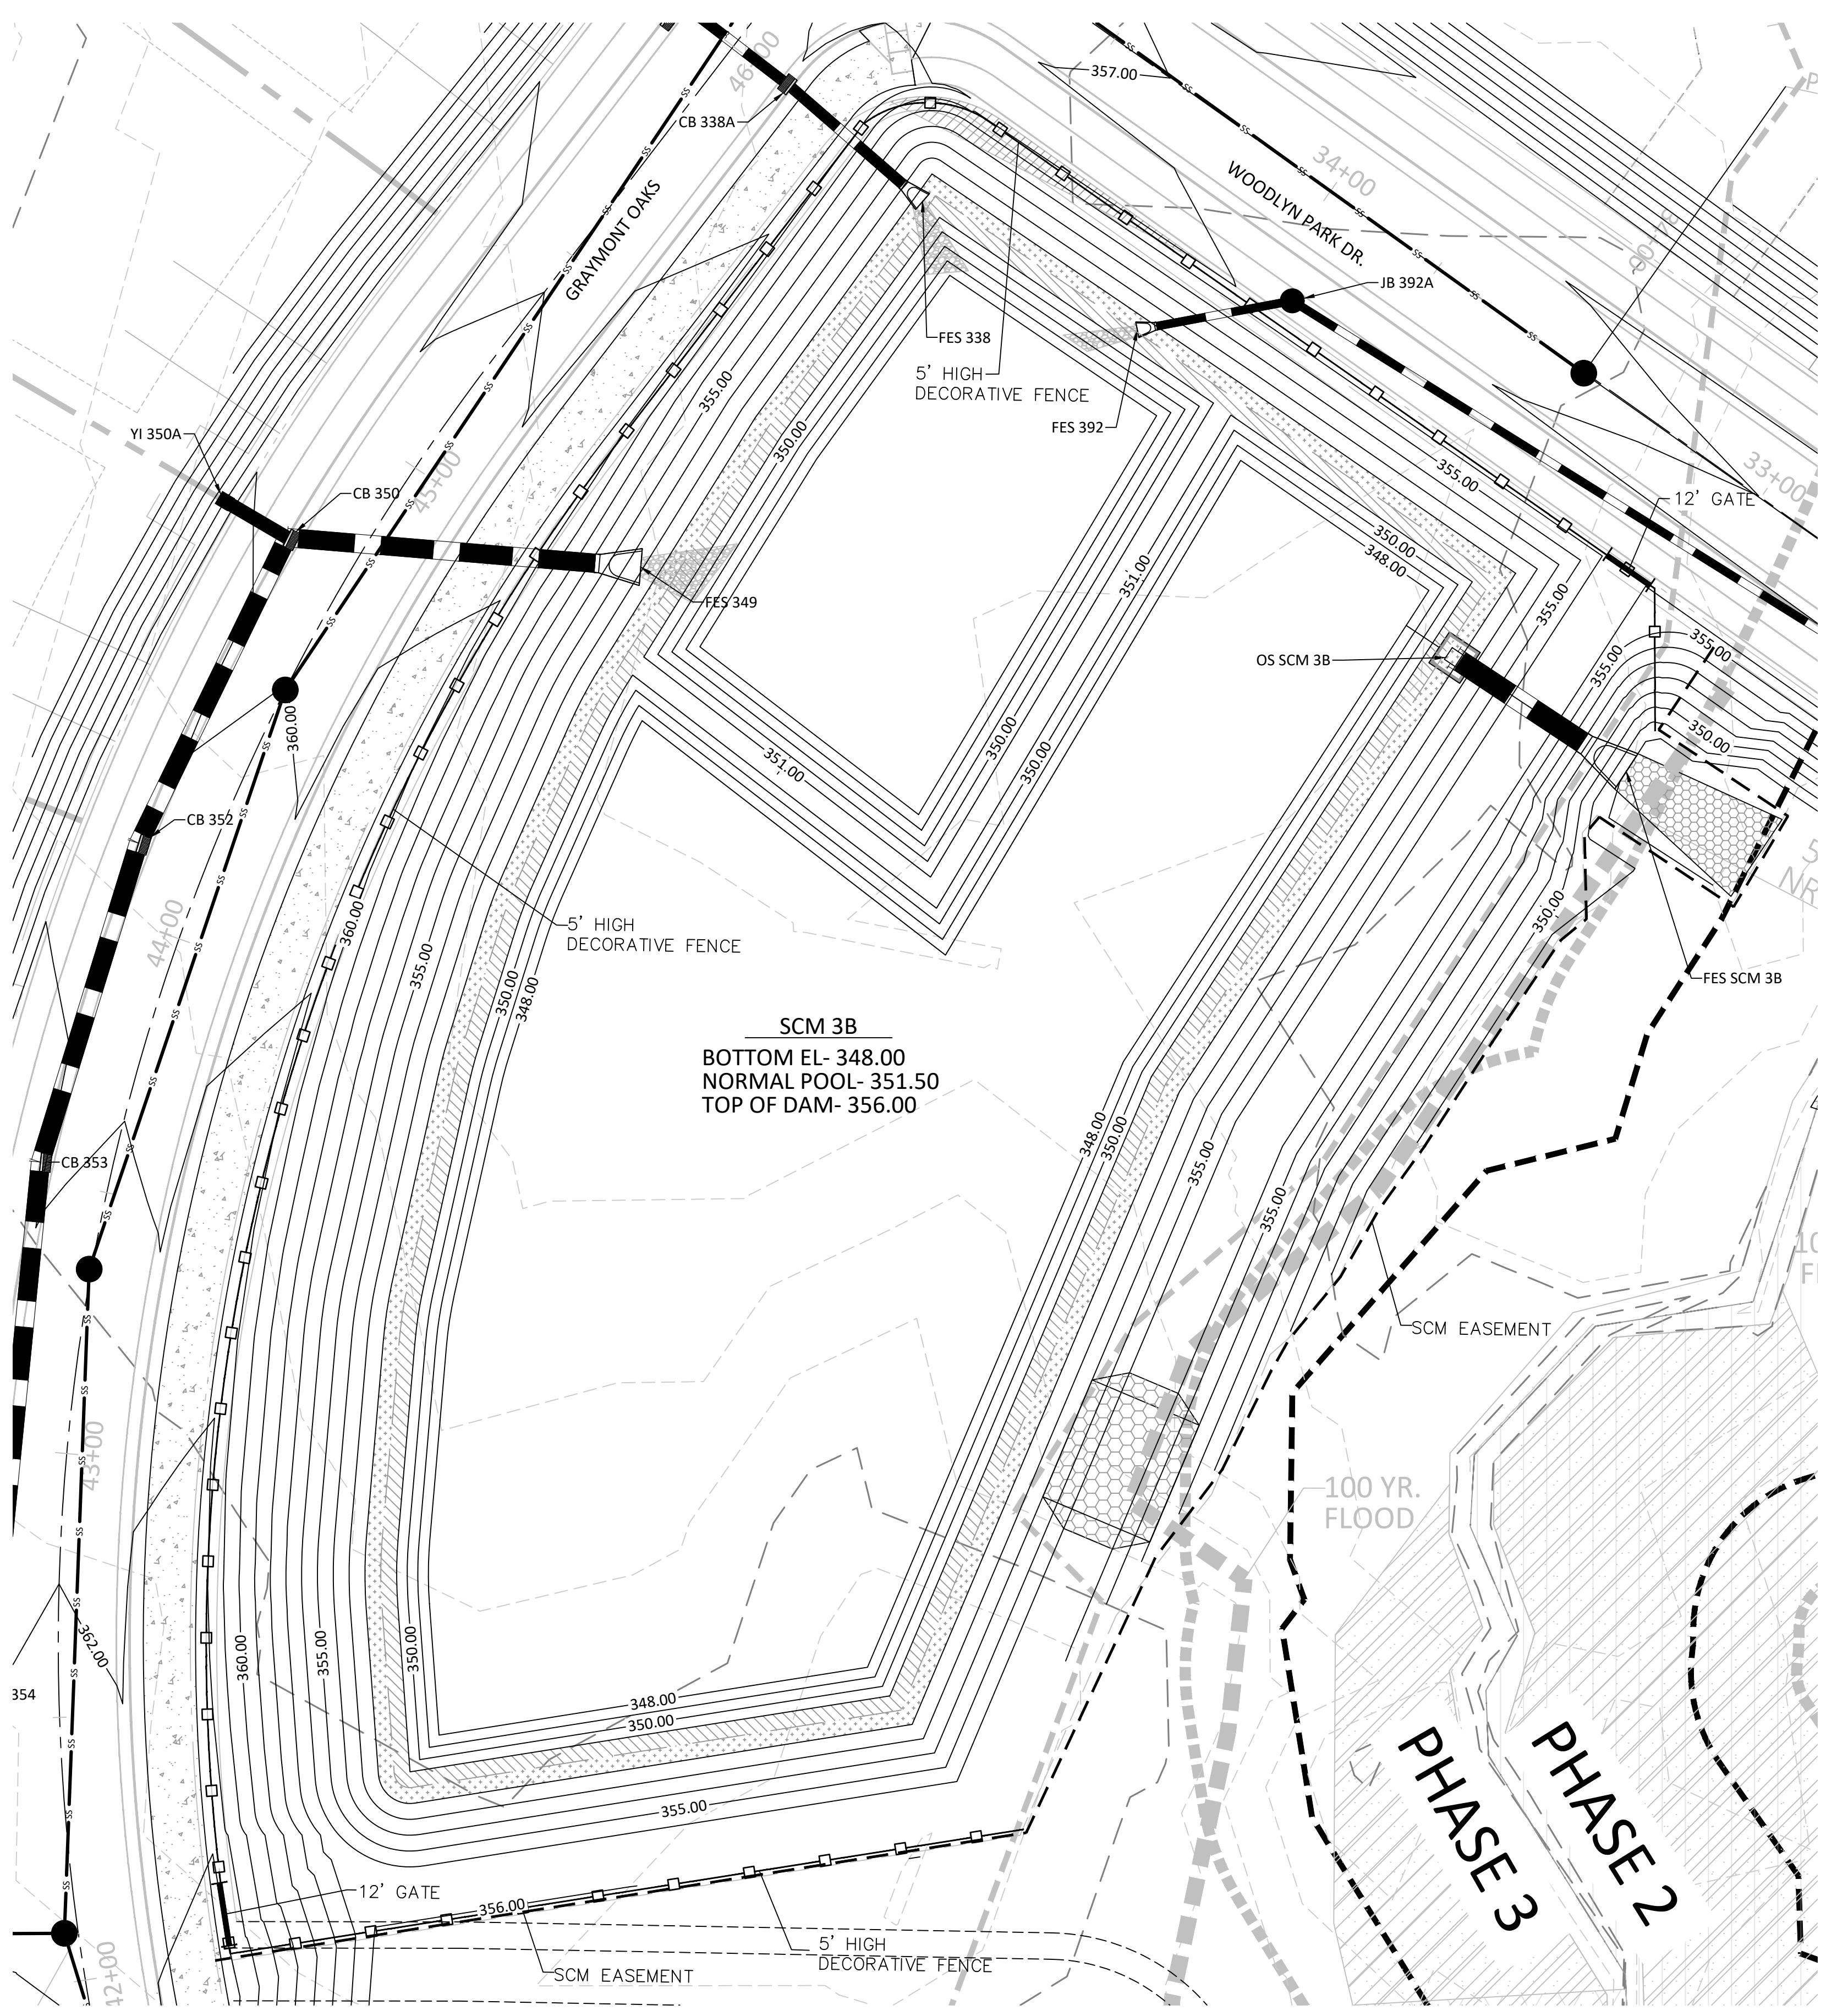 46+00
357.00
CB 338A
34+00
WOODLYN PARK DR.
GRAYMONT OAKS
JB 392A
FES 338
5' HIGH
DECORATIVE FENCE
FES 392
355.00
350.00
YI 350A
CB 350
45+00
355.00
33+00
12' GATE
350.00
348.00
351.00
FES 349
355.00
OS SCM 3B
355.00
355.00
350.00
360.00
351.00
350.00
350.00
CB 352
44+00
360.00
5' HIGH
DECORATIVE FENCE
355.00
350.00
348.00
350.00
FES SCM 3B
SCM 3B
BOTTOM EL- 348.00
NORMAL POOL- 351.50
TOP OF DAM- 356.00
348.00
350.00
355.00
355.00
CB 353
SCM EASEMENT
43+00
100 YR.
FLOOD
362.00
360.00
355.00
350.00
354
348.00
350.00
355.00
PHASE 3
PHASE 2
12' GATE
356.00
5' HIGH
DECORATIVE FENCE
SCM EASEMENT
42+00
SS